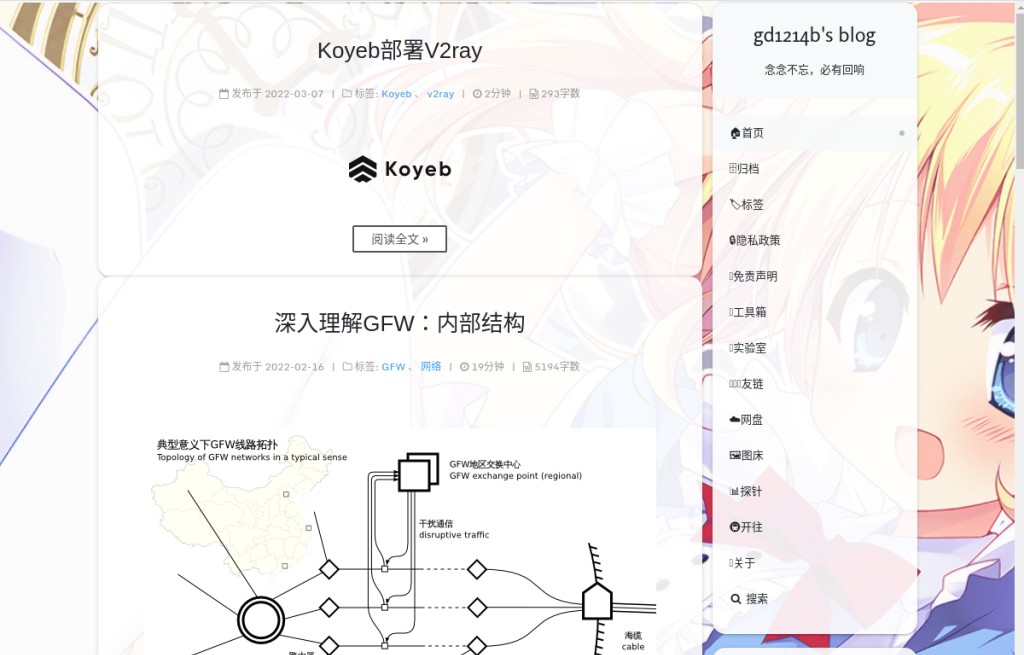 Koyeb部署V2ray
发布于 2022-03-07 | 标签: Koyeb 、 v2ray | 2分钟 | 293字数
Koyeb
阅读全文 »
深入理解GFW：内部结构
发布于 2022-02-16 | 标签: GFW 、 网络 | 19分钟 | 5194字数
典型意义下GFW线路拓扑
Topology of GFW networks in a typical sense
GFW地区交换中心
GFW exchange point (regional)
干扰通信
disruptive traffic
海缆
cable
gd1214b's blog
念念不忘，必有回响
首页
归档
标签
隐私政策
免责声明
工具箱
实验室
友链
网盘
图床
探针
开往
关于
搜索